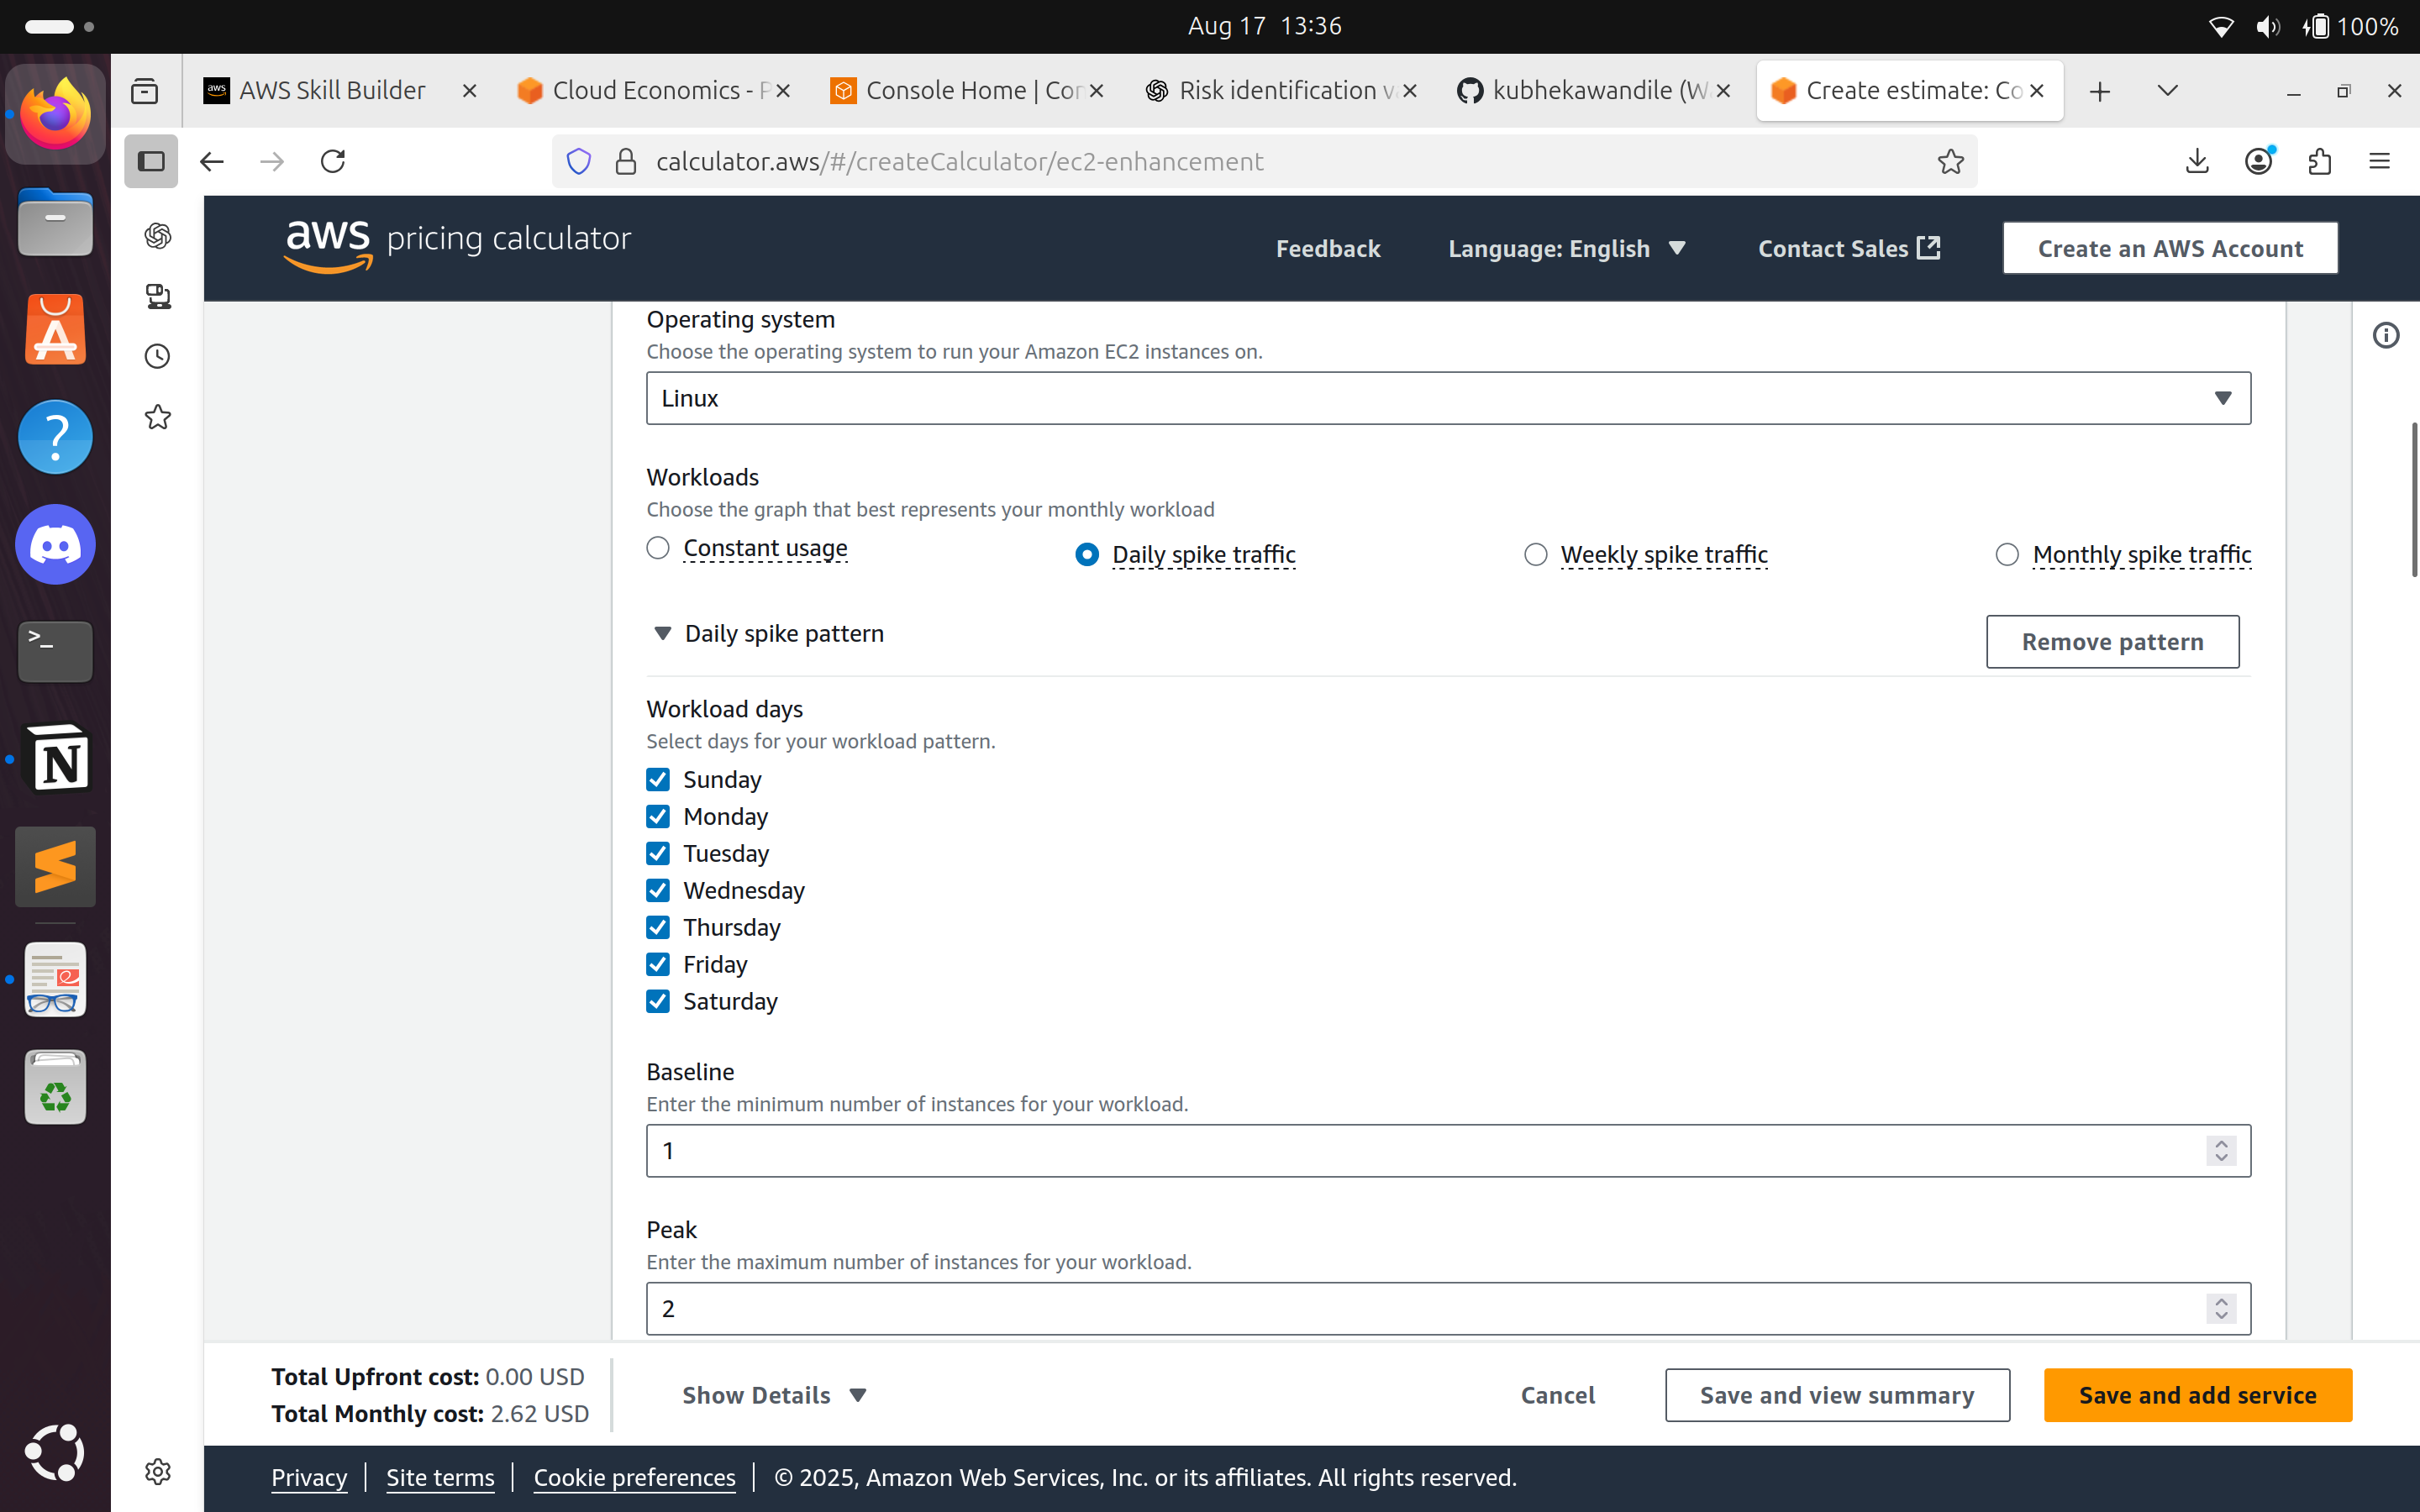 Aug 17 13:36
100%
aws AWS Skill Builder
Cloud Economics - P
Console Home | Con
Risk identification v
kubhekawandile (W
Create estimate: Co
calculator.aws/#/createCalculator/ec2-enhancement
aws pricing calculator
Feedback
Language: English
Contact Sales
Create an AWS Account
Operating system
Choose the operating system to run your Amazon EC2 instances on.
Linux
Workloads
Choose the graph that best represents your monthly workload
Constant usage
Daily spike traffic
Weekly spike traffic
Monthly spike traffic
Daily spike pattern
Remove pattern
Workload days
Select days for your workload pattern.
Sunday
Monday
Tuesday
Wednesday
Thursday
Friday
Saturday
Baseline
Enter the minimum number of instances for your workload.
1
Peak
Enter the maximum number of instances for your workload.
2
Total Upfront cost: 0.00 USD
Total Monthly cost: 2.62 USD
Show Details
Cancel
Save and view summary
Save and add service
Privacy | Site terms | Cookie preferences | © 2025, Amazon Web Services, Inc. or its affiliates. All rights reserved.